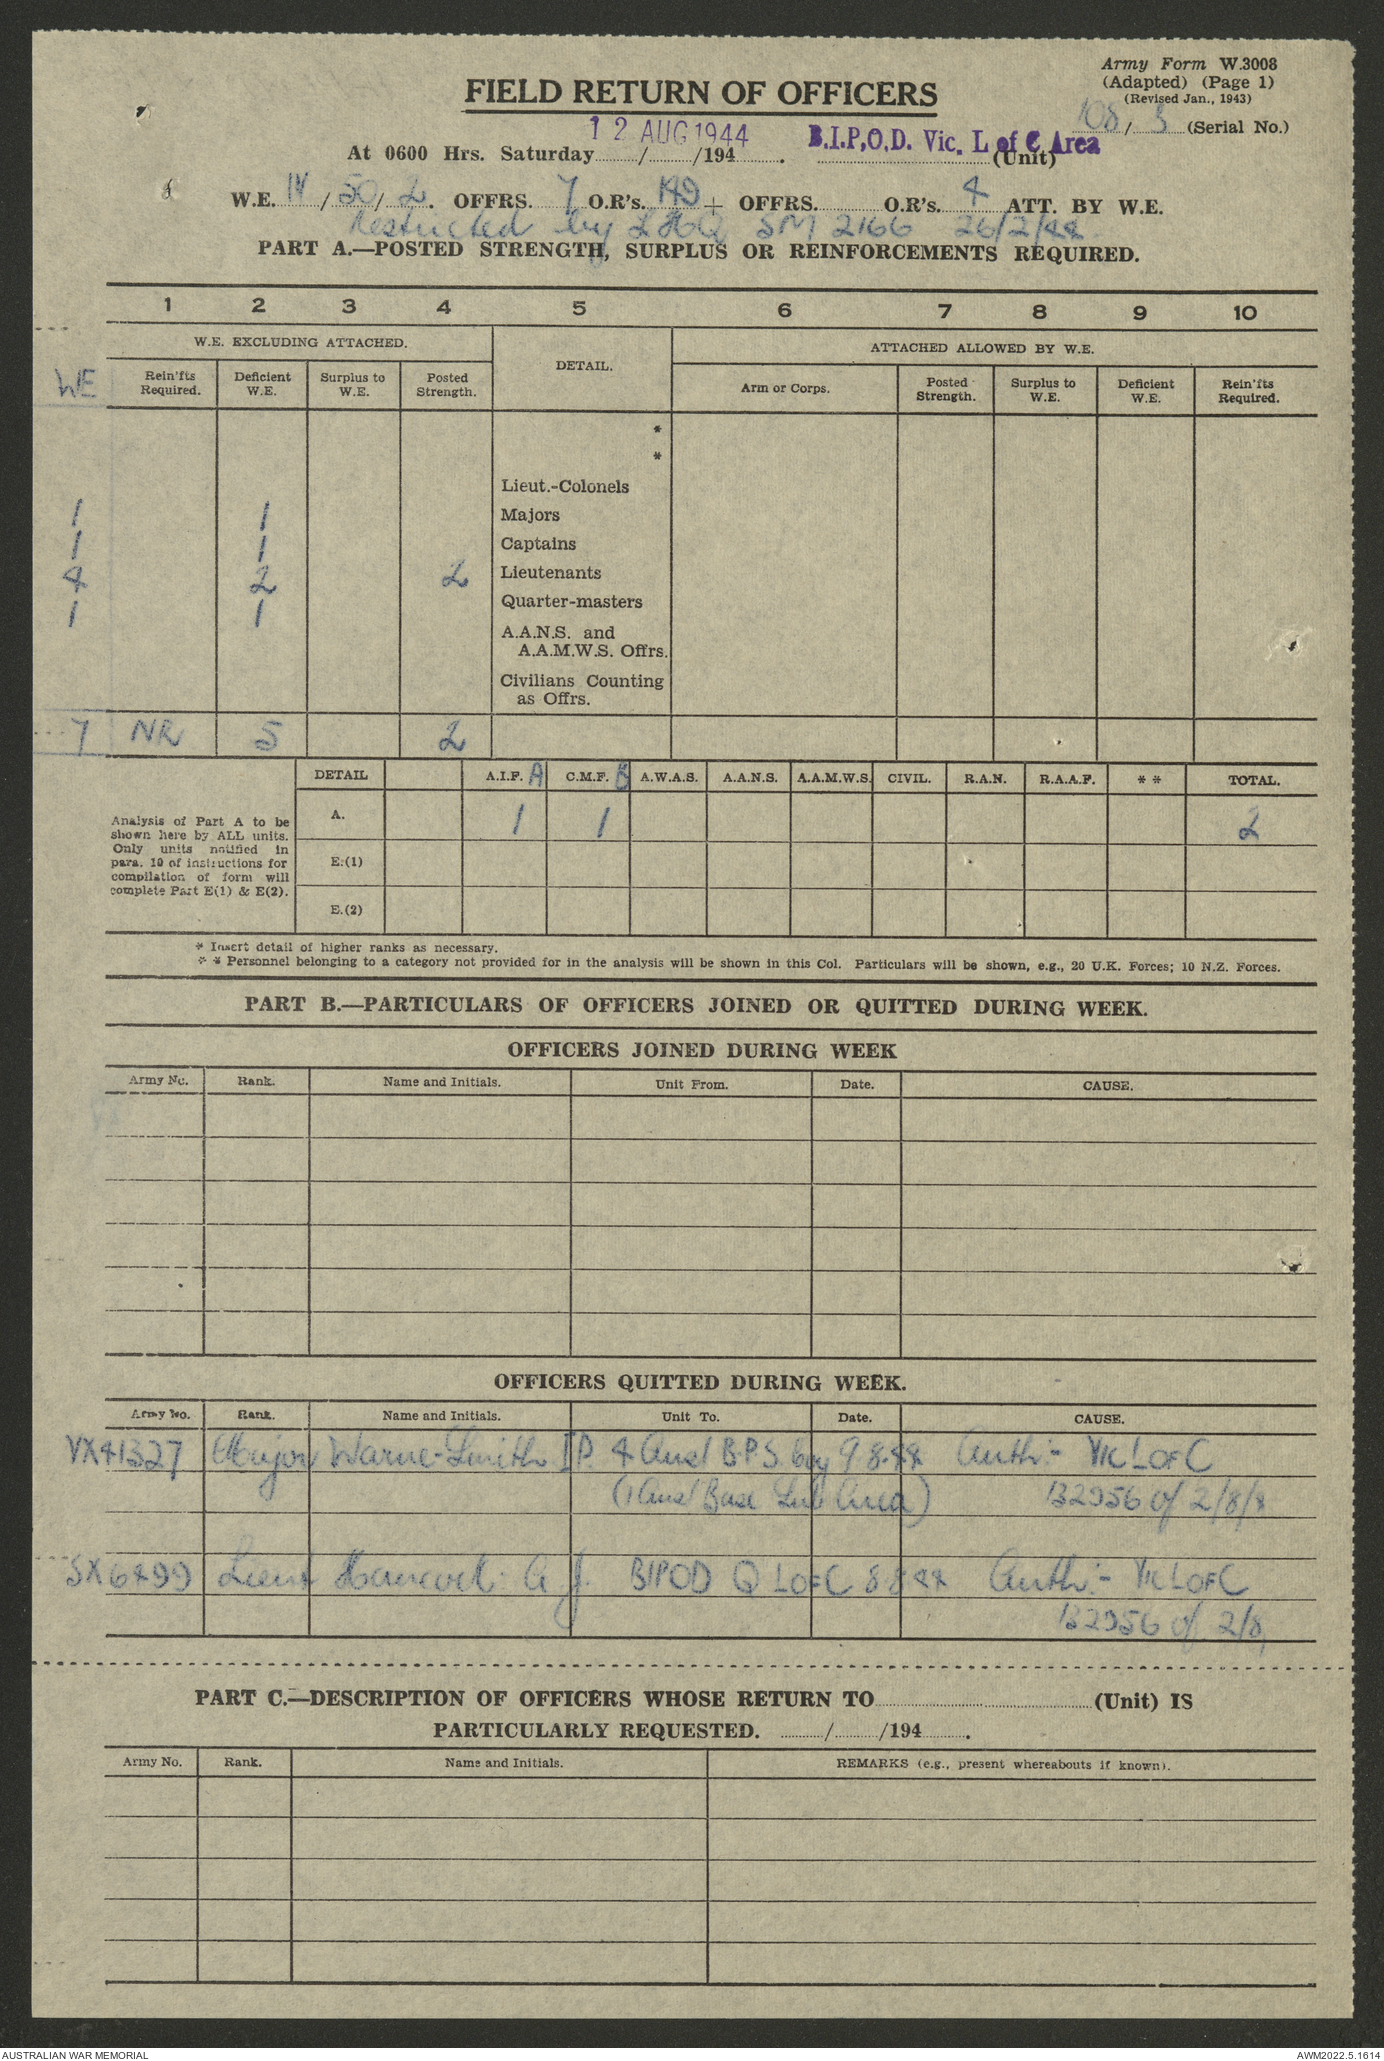 Army Form W.3008
(Adapted) (Page 1)
(Revised Jan., 1943)
FIELD RETURN OF OFFICERS
108/5 (Serial No.)
12 AUG 1944 B.I.P.O.D. Vic. L of C Area
At 0600 Hrs. Saturday ...../...../194..... . (Unit)
W.E. IV/50/2. OFFRS. 7 O.R's. 149 + OFFRS. O.R's. 4 ATT. BY W.E.
Restricted by LHQ SM 2166 26/2/44.
PART A.—POSTED STRENGTH, SURPLUS OR REINFORCEMENTS REQUIRED.
1 2 3 4 5 6 7 8 9 10
W.E. EXCLUDING ATTACHED. DETAIL. ATTACHED ALLOWED BY W.E.
WE Rein'fts Required. Deficient W.E. Surplus to W.E. Posted Strength. Arm or Corps. Posted Strength. Surplus to W.E. Deficient W.E. Rein'fts Required.
*
*
Lieut.-Colonels
1 1 Majors
1 1 Captains
4 2 2 Lieutenants
1 1 Quarter-masters
A.A.N.S. and
A.A.M.W.S. Offrs.
Civilians Counting
as Offrs.
7 NR 5 2
DETAIL A.I.F. A C.M.F. B A.W.A.S. A.A.N.S. A.A.M.W.S. CIVIL. R.A.N. R.A.A.F. * * TOTAL.
A. 1 1 2
E.(1)
E.(2)
Analysis of Part A to be
shown here by ALL units.
Only units notified in
para. 10 of instructions for
compilation of form will
complete Part E(1) & E(2).
* Insert detail of higher ranks as necessary.
* * Personnel belonging to a category not provided for in the analysis will be shown in this Col. Particulars will be shown, e.g., 20 U.K. Forces; 10 N.Z. Forces.
PART B.—PARTICULARS OF OFFICERS JOINED OR QUITTED DURING WEEK.
OFFICERS JOINED DURING WEEK
Army No. Rank. Name and Initials. Unit From. Date. CAUSE.
OFFICERS QUITTED DURING WEEK.
Army No. Rank. Name and Initials. Unit To. Date. CAUSE.
VX41327 Major Warne-Smith I.P. 4 Aust B.P.S. 9.8.44 Auth:- Vic LofC
(1 Aust Base Sub Area) 132956 of 2/8/4
SX6499 Lieut Hancock A.J. BIPOD Q LOFC 8.8.44 Auth:- Vic LofC
132956 of 2/8/
PART C.—DESCRIPTION OF OFFICERS WHOSE RETURN TO (Unit) IS
PARTICULARLY REQUESTED. ...../...../194..... .
Army No. Rank. Name and Initials. REMARKS (e.g., present whereabouts if known).
AUSTRALIAN WAR MEMORIAL AWM2022.5.1614